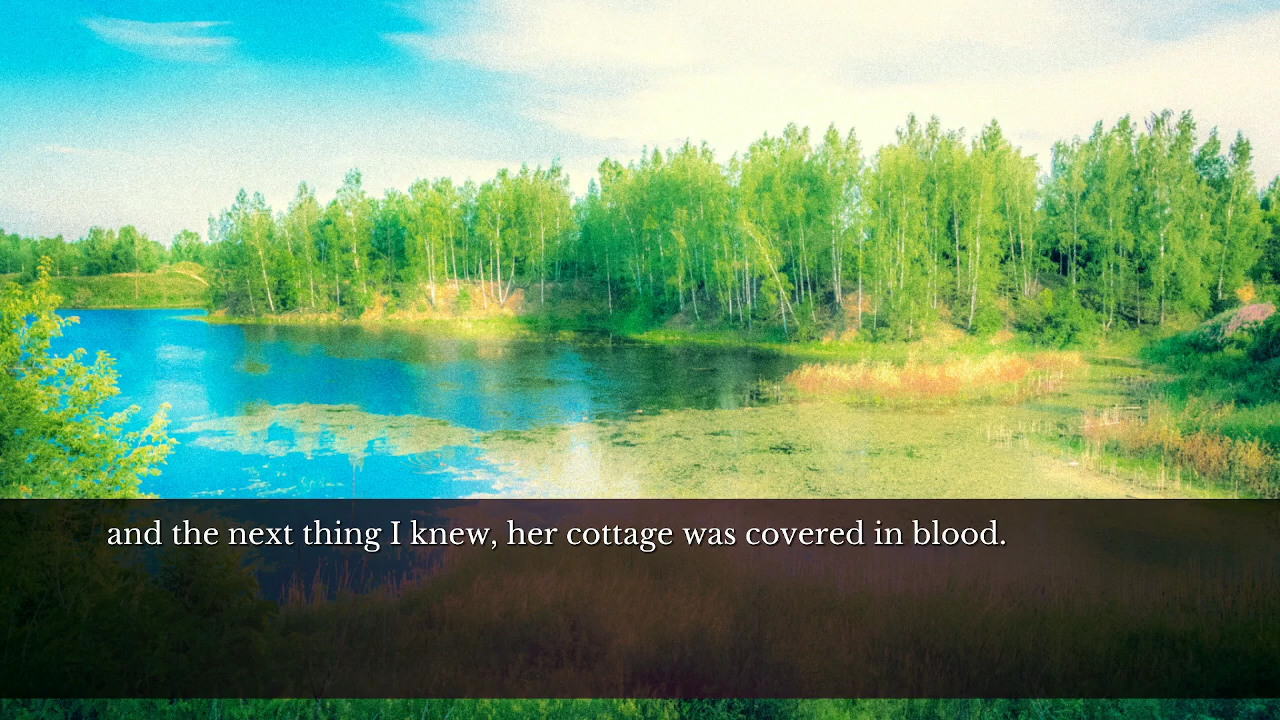 and the next thing I knew, her cottage was covered in blood.